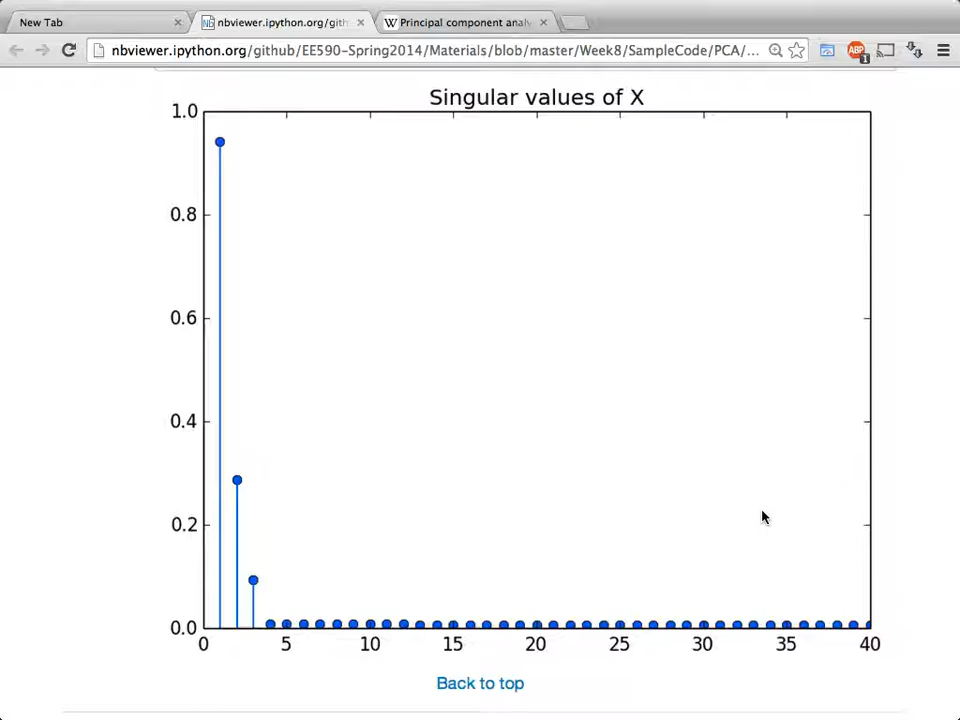 New Tab
nbviewer.ipython.org/gith
Principal component analy
nbviewer.ipython.org/github/EE590-Spring2014/Materials/blob/master/Week8/SampleCode/PCA/...
ABP
1
Singular values of X
1.0
0.8
0.6
0.4
0.2
0.0
0 5 10 15 20 25 30 35 40
Back to top